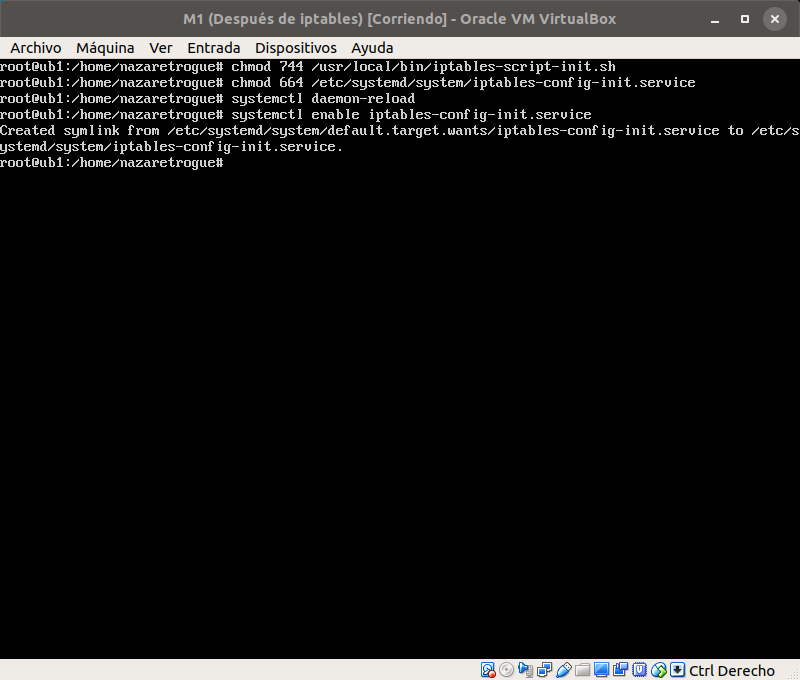 M1 (Después de iptables) [Corriendo] - Oracle VM VirtualBox
Archivo Máquina Ver Entrada Dispositivos Ayuda
root@ub1:/home/nazaretrogue# chmod 744 /usr/local/bin/iptables-script-init.sh
root@ub1:/home/nazaretrogue# chmod 664 /etc/systemd/system/iptables-config-init.service
root@ub1:/home/nazaretrogue# systemctl daemon-reload
root@ub1:/home/nazaretrogue# systemctl enable iptables-config-init.service
Created symlink from /etc/systemd/system/default.target.wants/iptables-config-init.service to /etc/s
ystemd/system/iptables-config-init.service.
root@ub1:/home/nazaretrogue#
Ctrl Derecho